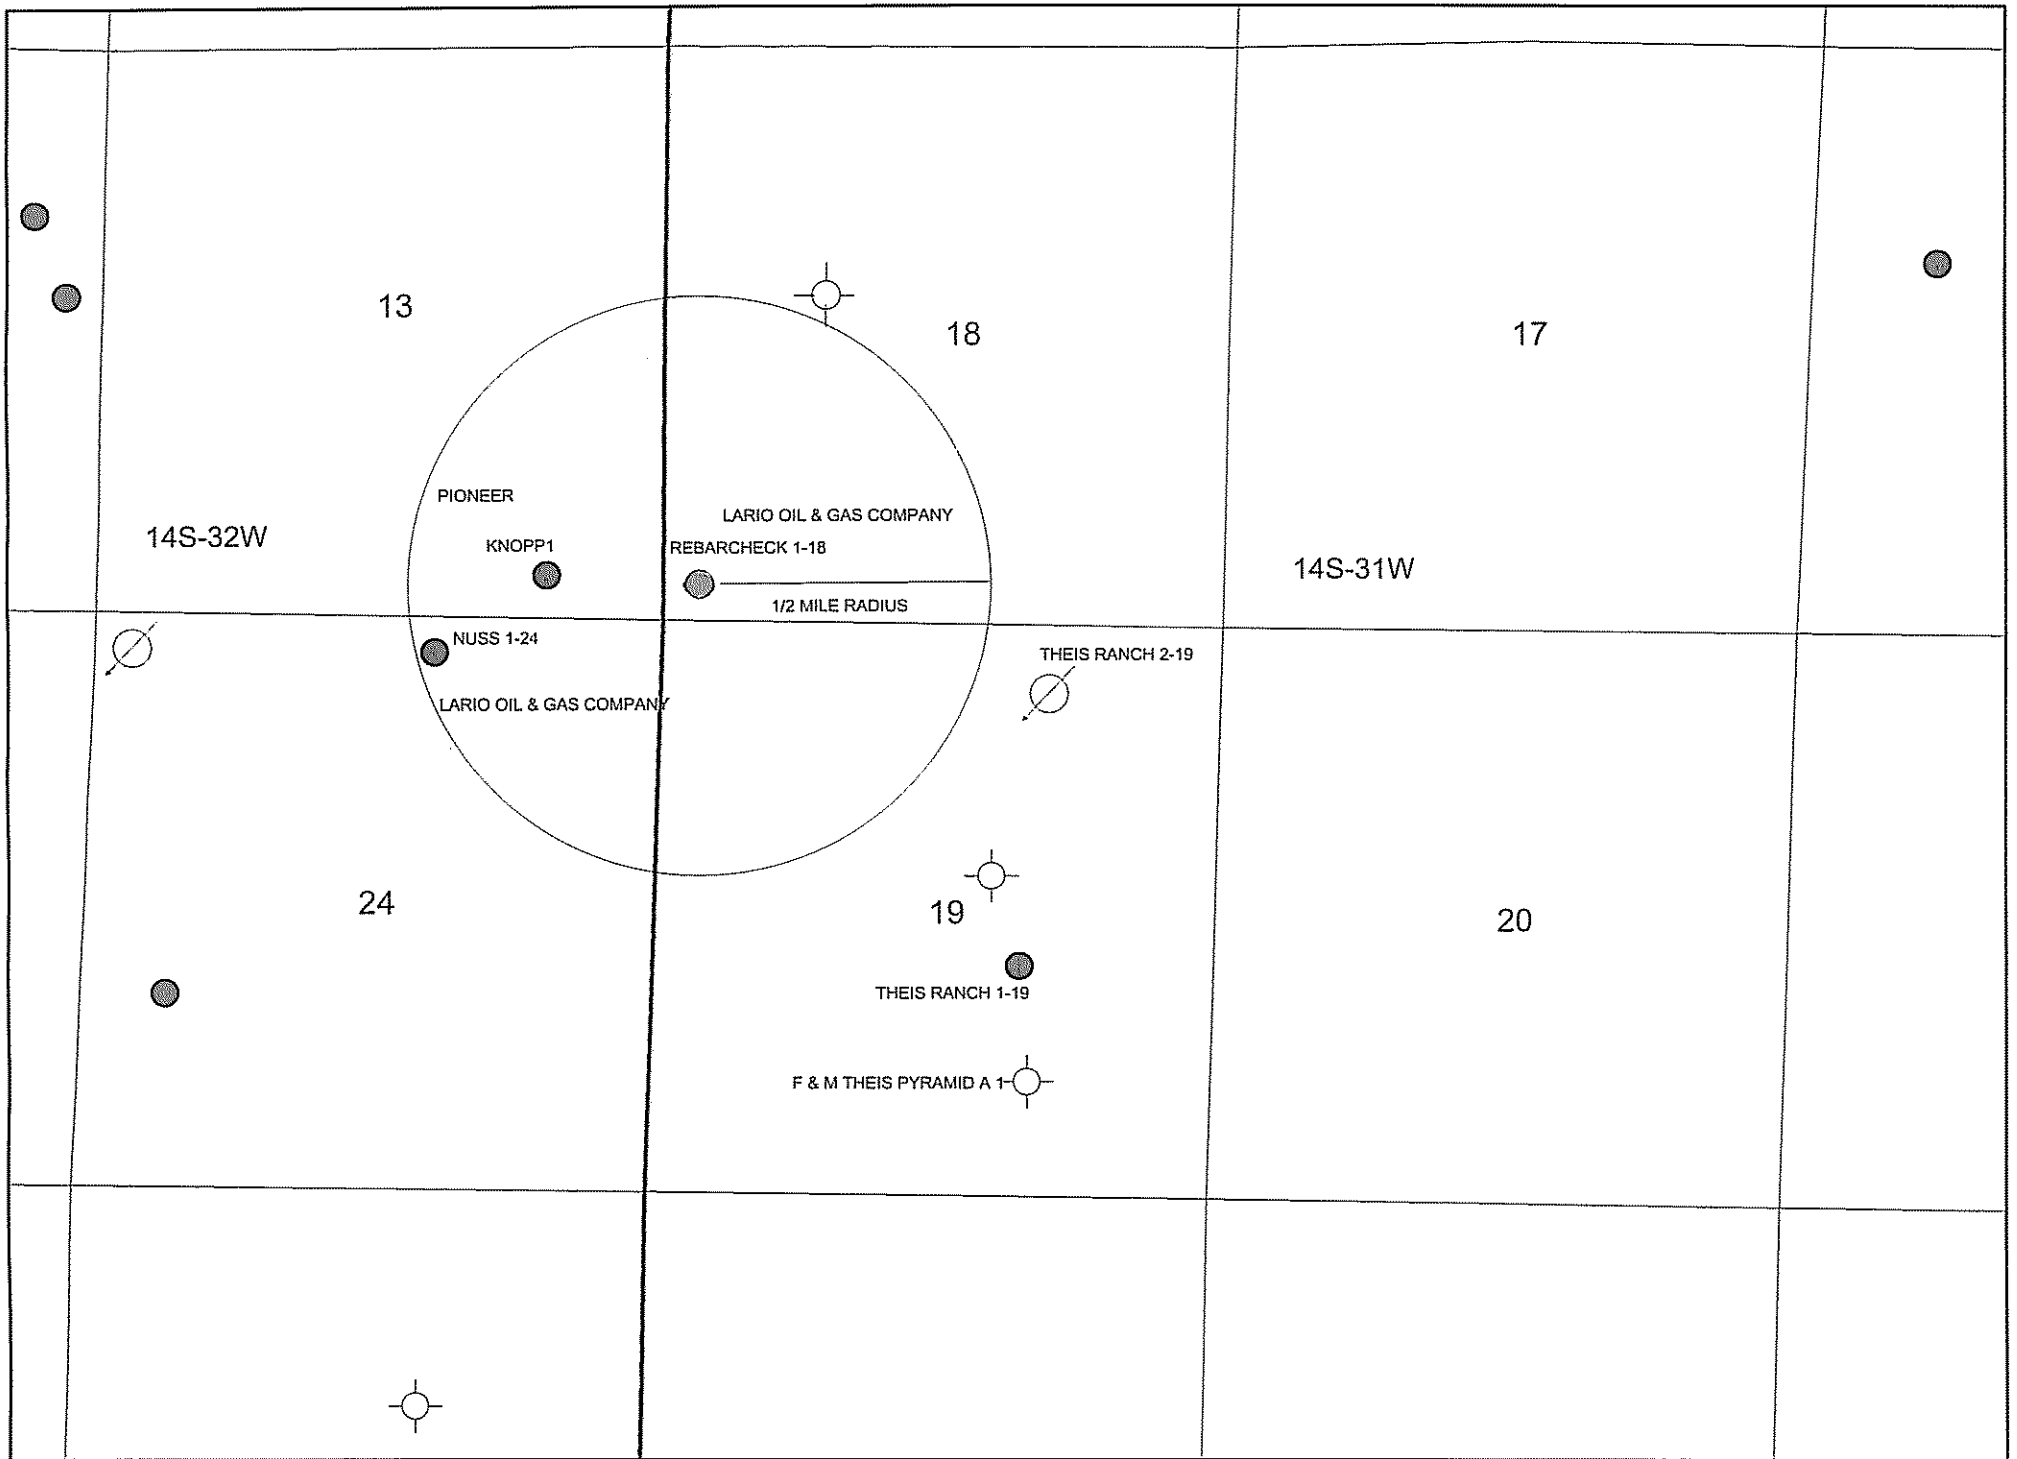 13
18
17
PIONEER
LARIO OIL & GAS COMPANY
14S-32W
KNOPP1
REBARCHECK 1-18
14S-31W
1/2 MILE RADIUS
NUSS 1-24
THEIS RANCH 2-19
LARIO OIL & GAS COMPANY
24
19
20
THEIS RANCH 1-19
F & M THEIS PYRAMID A 1